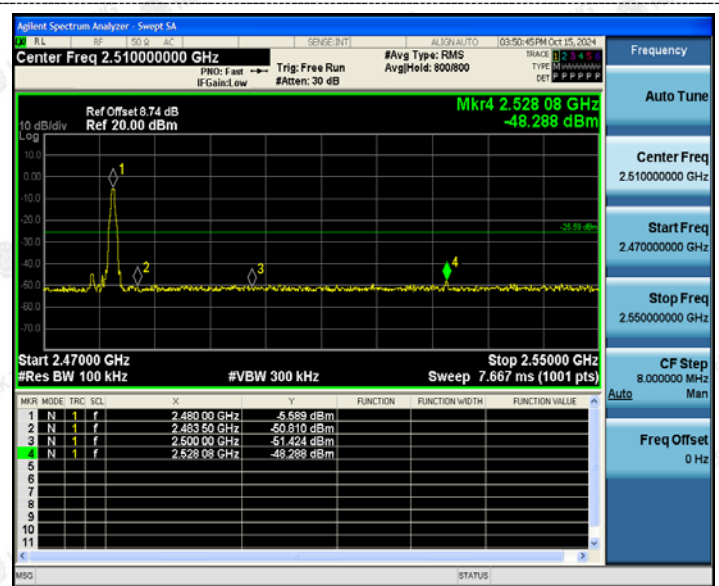 Agilent Spectrum Analyzer - Swept SA
RL RF 50 Ω AC SENSE:INT ALIGNAUTO 03:50:45 PM Oct 15, 2024
Center Freq 2.510000000 GHz
PNO: Fast
IFGain:Low
Trig: Free Run
#Atten: 30 dB
#Avg Type: RMS
Avg|Hold: 800/800
TRACE 1 2 3 4 5 6
TYPE M
DET P P P P P P
Ref Offset 8.74 dB
10 dB/div Ref 20.00 dBm
Log
Mkr4 2.528 08 GHz
-48.288 dBm
10.0
0.00
-10.0
-20.0
-30.0
-40.0
-50.0
-60.0
-70.0
1
2
3
4
Start 2.47000 GHz Stop 2.55000 GHz
#Res BW 100 kHz #VBW 300 kHz Sweep 7.667 ms (1001 pts)
MKR MODE TRC SCL X Y FUNCTION FUNCTION WIDTH FUNCTION VALUE
1 N 1 f 2.480 00 GHz -5.589 dBm
2 N 1 f 2.483 50 GHz -50.810 dBm
3 N 1 f 2.500 00 GHz -51.424 dBm
4 N 1 f 2.528 08 GHz -48.288 dBm
5
6
7
8
9
10
11
MSG STATUS
Frequency
Auto Tune
Center Freq
2.510000000 GHz
Start Freq
2.470000000 GHz
Stop Freq
2.550000000 GHz
CF Step
8.000000 MHz
Auto Man
Freq Offset
0 Hz